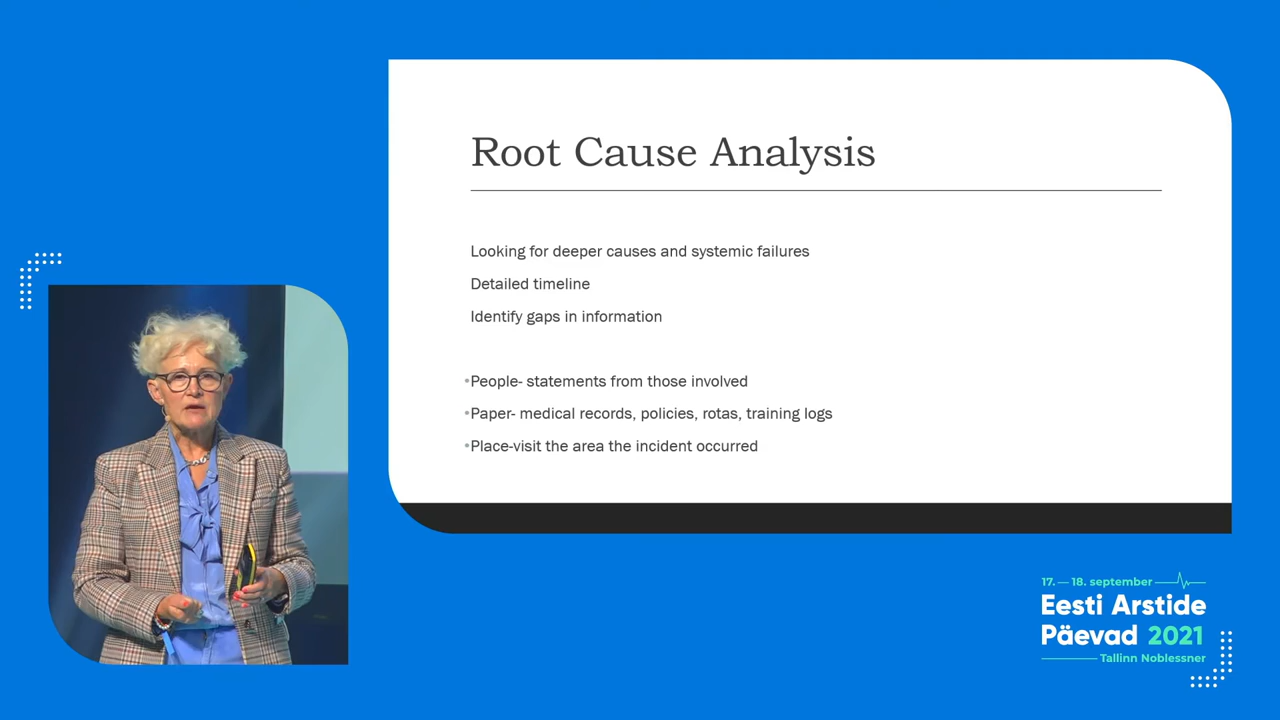 Root Cause Analysis
Looking for deeper causes and systemic failures
Detailed timeline
Identify gaps in information
•People- statements from those involved
•Paper- medical records, policies, rotas, training logs
•Place-visit the area the incident occurred
17. — 18. september
Eesti Arstide
Päevad 2021
Tallinn Noblessner